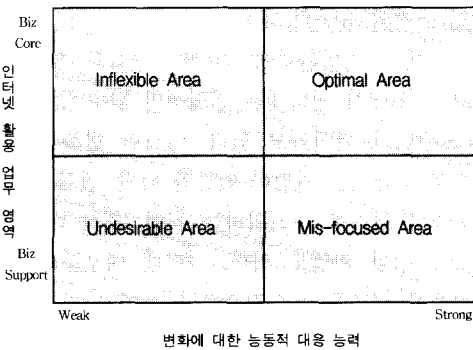 Biz
Core
인터넷 활용 업무 영역
Inflexible Area
Optimal Area
Undesirable Area
Mis-focused Area
Biz
Support
Weak
Strong
변화에 대한 능동적 대응 능력